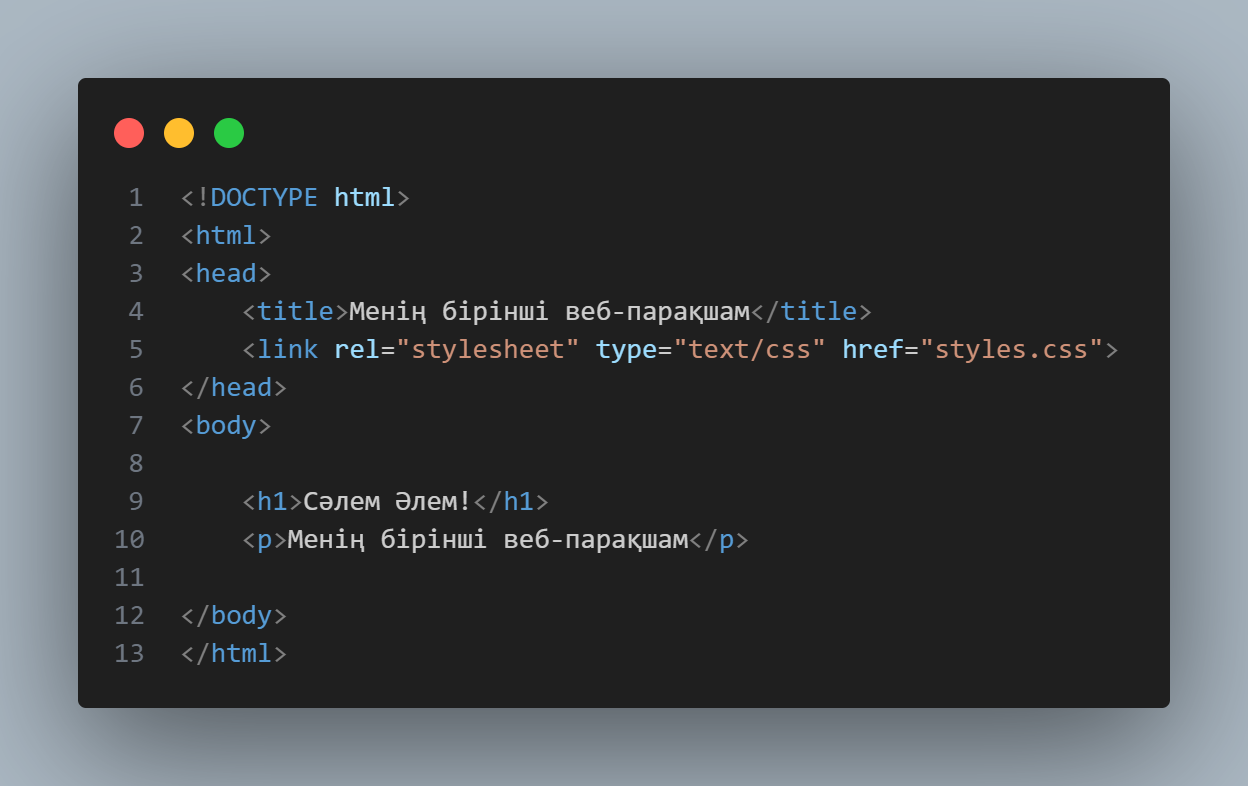 1 <!DOCTYPE html>
2 <html>
3 <head>
4     <title>Менің бірінші веб-парақшам</title>
5     <link rel="stylesheet" type="text/css" href="styles.css">
6 </head>
7 <body>
8
9     <h1>Сәлем Әлем!</h1>
10     <p>Менің бірінші веб-парақшам</p>
11
12 </body>
13 </html>